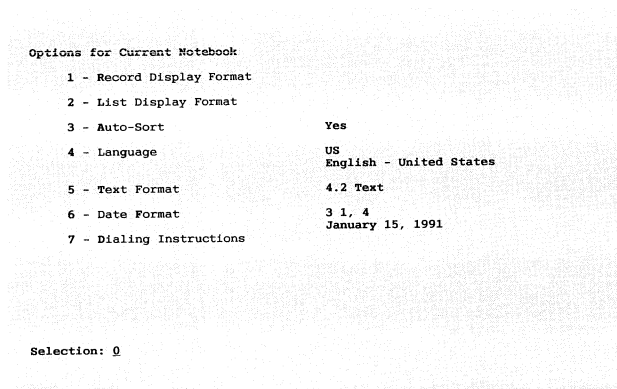 Options for Current Notebook
1 - Record Display Format
2 - List Display Format
3 - Auto-Sort Yes
4 - Language US
English - United States
5 - Text Format 4.2 Text
6 - Date Format 3 1, 4
January 15, 1991
7 - Dialing Instructions
Selection: 0